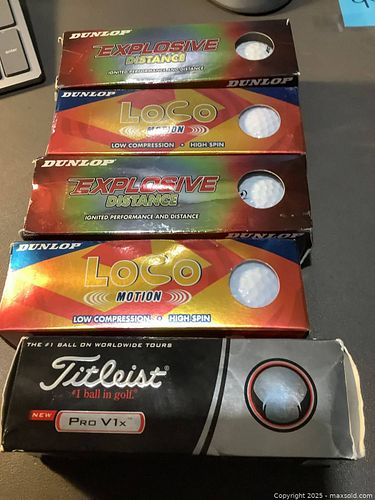 DUNLOP
EXPLOSIVE
DISTANCE
IGNITED PERFORMANCE AND DISTANCE
DUNLOP
DUNLOP
LOCO
MOTION
LOW COMPRESSION • HIGH SPIN
DUNLOP
EXPLOSIVE
DISTANCE
IGNITED PERFORMANCE AND DISTANCE
DUNLOP
DUNLOP
LOCO
MOTION
LOW COMPRESSION • HIGH SPIN
THE #1 BALL ON WORLDWIDE TOURS
Titleist®
#1 ball in golf.™
NEW
PRO V1x™
Copyright 2025 - maxsold.com